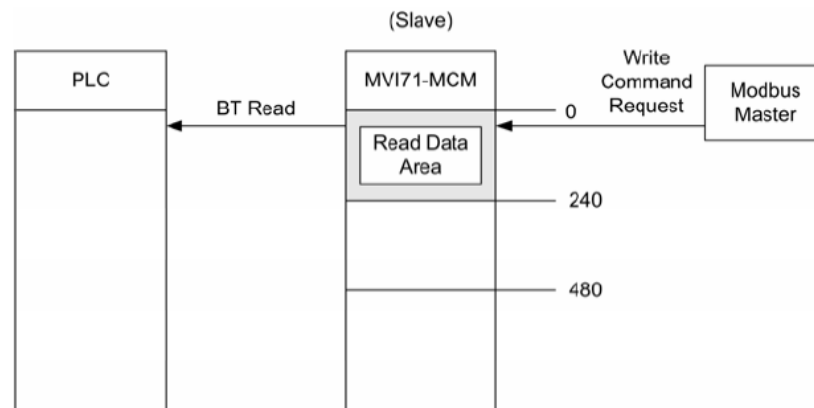 (Slave)
PLC
MVI71-MCM
Write
Command
Request
Modbus
Master
BT Read
0
Read Data
Area
240
480